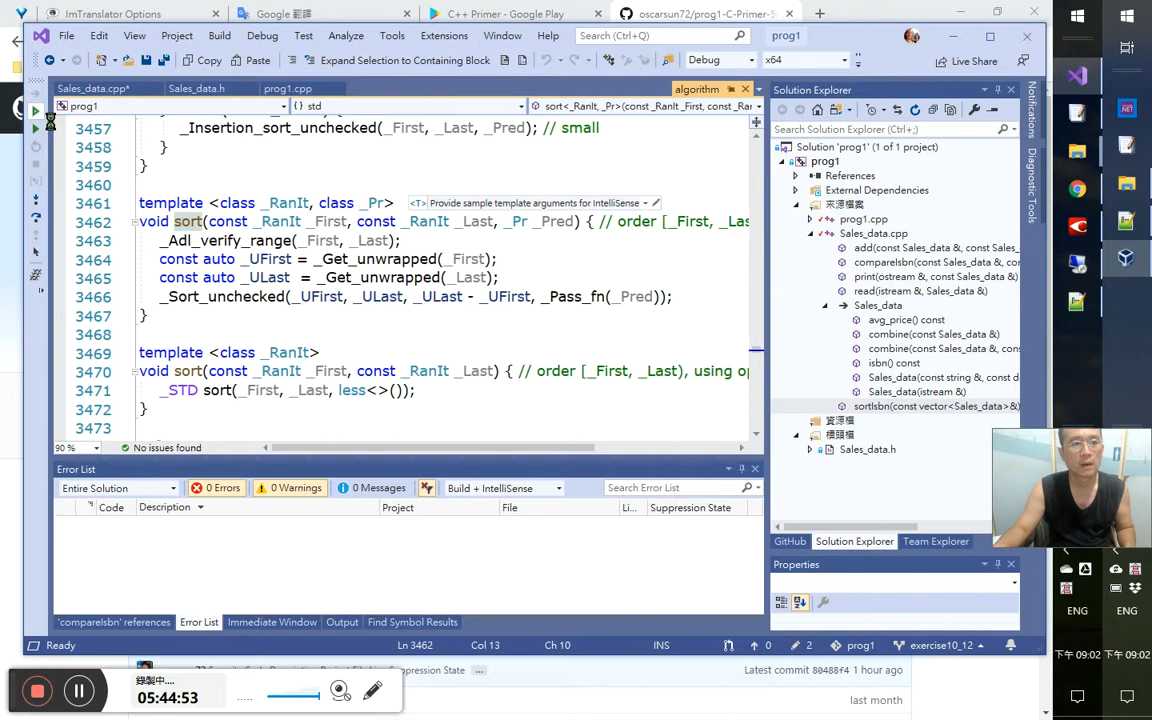 ImTranslator Options
Google 翻譯
C++ Primer - Google Play
oscarsun72/prog1-C-Primer-5
File Edit View Project Build Debug Test Analyze Tools Extensions Window Help Search (Ctrl+Q) prog1
Copy Paste Expand Selection to Containing Block Debug x64 Live Share
Sales_data.cpp* Sales_data.h prog1.cpp algorithm
prog1 std sort<_RanIt, _Pr>(const _RanIt _First, const _Rar
3457 _Insertion_sort_unchecked(_First, _Last, _Pred); // small
3458 }
3459 }
3460
3461 template <class _RanIt, class _Pr> <T> Provide sample template arguments for IntelliSense
3462 void sort(const _RanIt _First, const _RanIt _Last, _Pr _Pred) { // order [_First, _Las
3463 _Adl_verify_range(_First, _Last);
3464 const auto _UFirst = _Get_unwrapped(_First);
3465 const auto _ULast = _Get_unwrapped(_Last);
3466 _Sort_unchecked(_UFirst, _ULast, _ULast - _UFirst, _Pass_fn(_Pred));
3467 }
3468
3469 template <class _RanIt>
3470 void sort(const _RanIt _First, const _RanIt _Last) { // order [_First, _Last), using op
3471 _STD sort(_First, _Last, less<>());
3472 }
3473
90 % No issues found
Error List
Entire Solution 0 Errors 0 Warnings 0 Messages Build + IntelliSense Search Error List
Code Description Project File Li... Suppression State
'compareIsbn' references Error List Immediate Window Output Find Symbol Results
Solution Explorer
Search Solution Explorer (Ctrl+;)
Solution 'prog1' (1 of 1 project)
prog1
References
External Dependencies
來源檔案
prog1.cpp
Sales_data.cpp
add(const Sales_data &, const Sales
compareIsbn(const Sales_data &, co
print(ostream &, const Sales_data &)
read(istream &, Sales_data &)
Sales_data
avg_price() const
combine(const Sales_data &)
combine(const Sales_data &) const
isbn() const
Sales_data(const string &, const d
Sales_data(istream &)
sortIsbn(const vector<Sales_data>&)
資源檔
標頭檔
Sales_data.h
GitHub Solution Explorer Team Explorer
Properties
Notifications
Diagnostic Tools
Ready Ln 3462 Col 13 Ch 10 INS 0 2 prog1 exercise10_12
Suppression State
Latest commit 80488f4 1 hour ago
last month
錄製中...
05:44:53
ENG
ENG
下午 09:02
下午 09:02